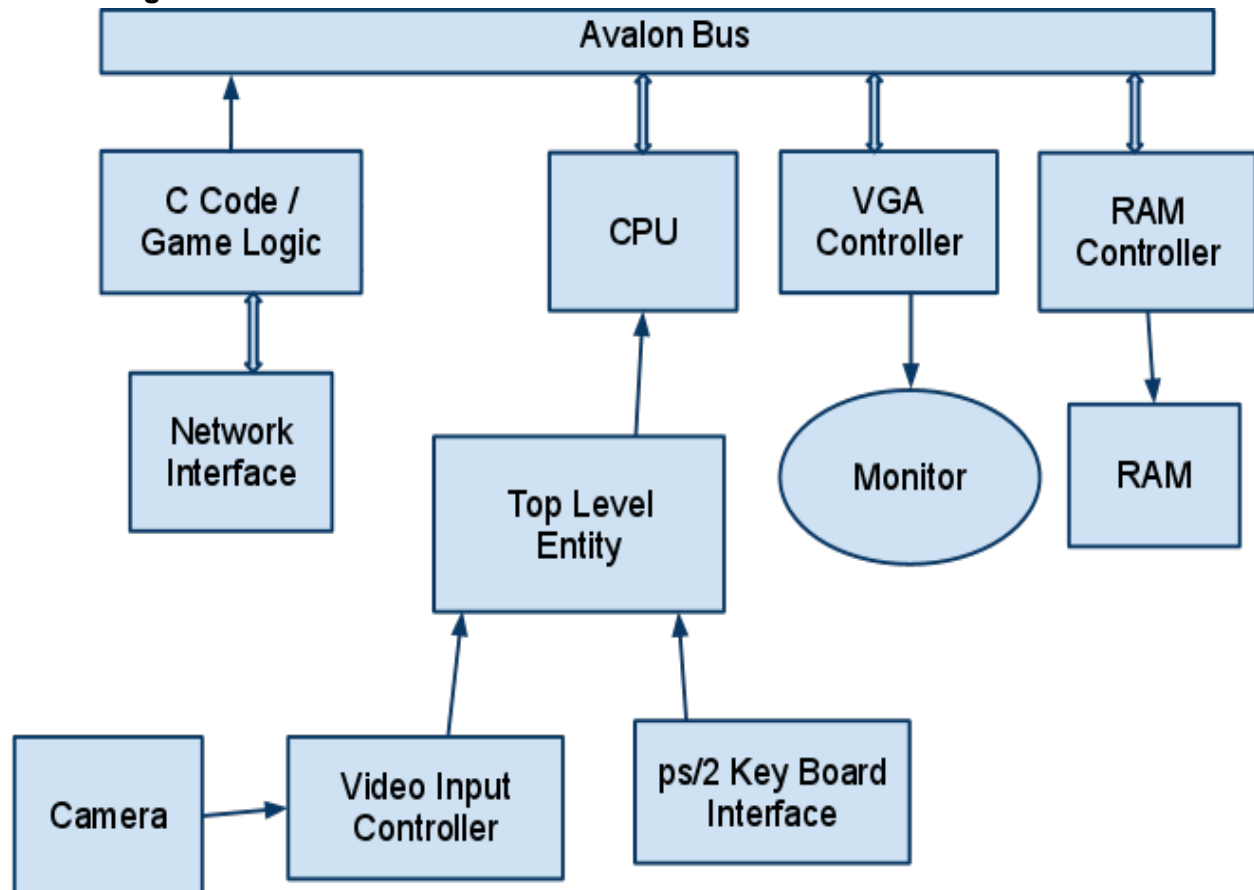 Avalon Bus
C Code /
Game Logic
CPU
VGA
Controller
RAM
Controller
Network
Interface
Top Level
Entity
Monitor
RAM
Camera
Video Input
Controller
ps/2 Key Board
Interface